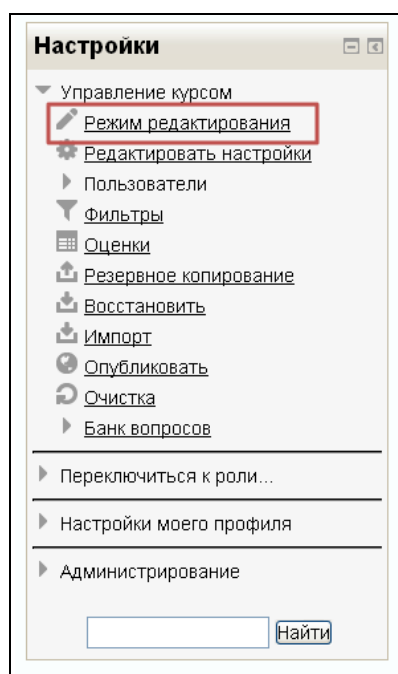 Настройки
Управление курсом
Режим редактирования
Редактировать настройки
Пользователи
Фильтры
Оценки
Резервное копирование
Восстановить
Импорт
Опубликовать
Очистка
Банк вопросов
Переключиться к роли...
Настройки моего профиля
Администрирование
Найти